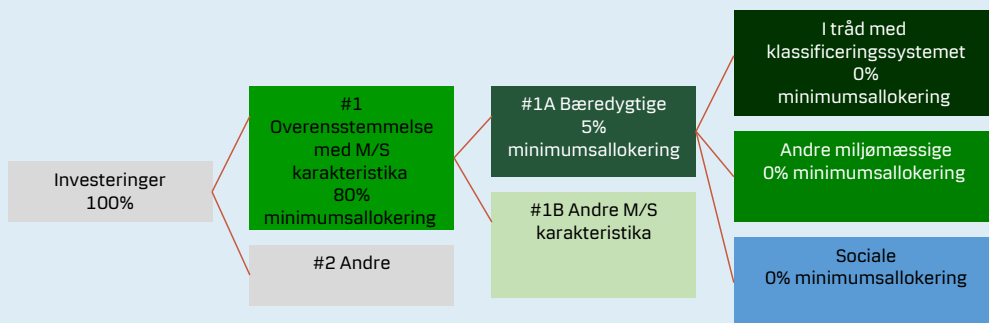 Investeringer
100%
#1
Overensstemmelse
med M/S
karakteristika
80%
minimumsallokering
#2 Andre
#1A Bæredygtige
5%
minimumsallokering
#1B Andre M/S
karakteristika
I tråd med
klassificeringssystemet
0%
minimumsallokering
Andre miljømæssige
0% minimumsallokering
Sociale
0% minimumsallokering